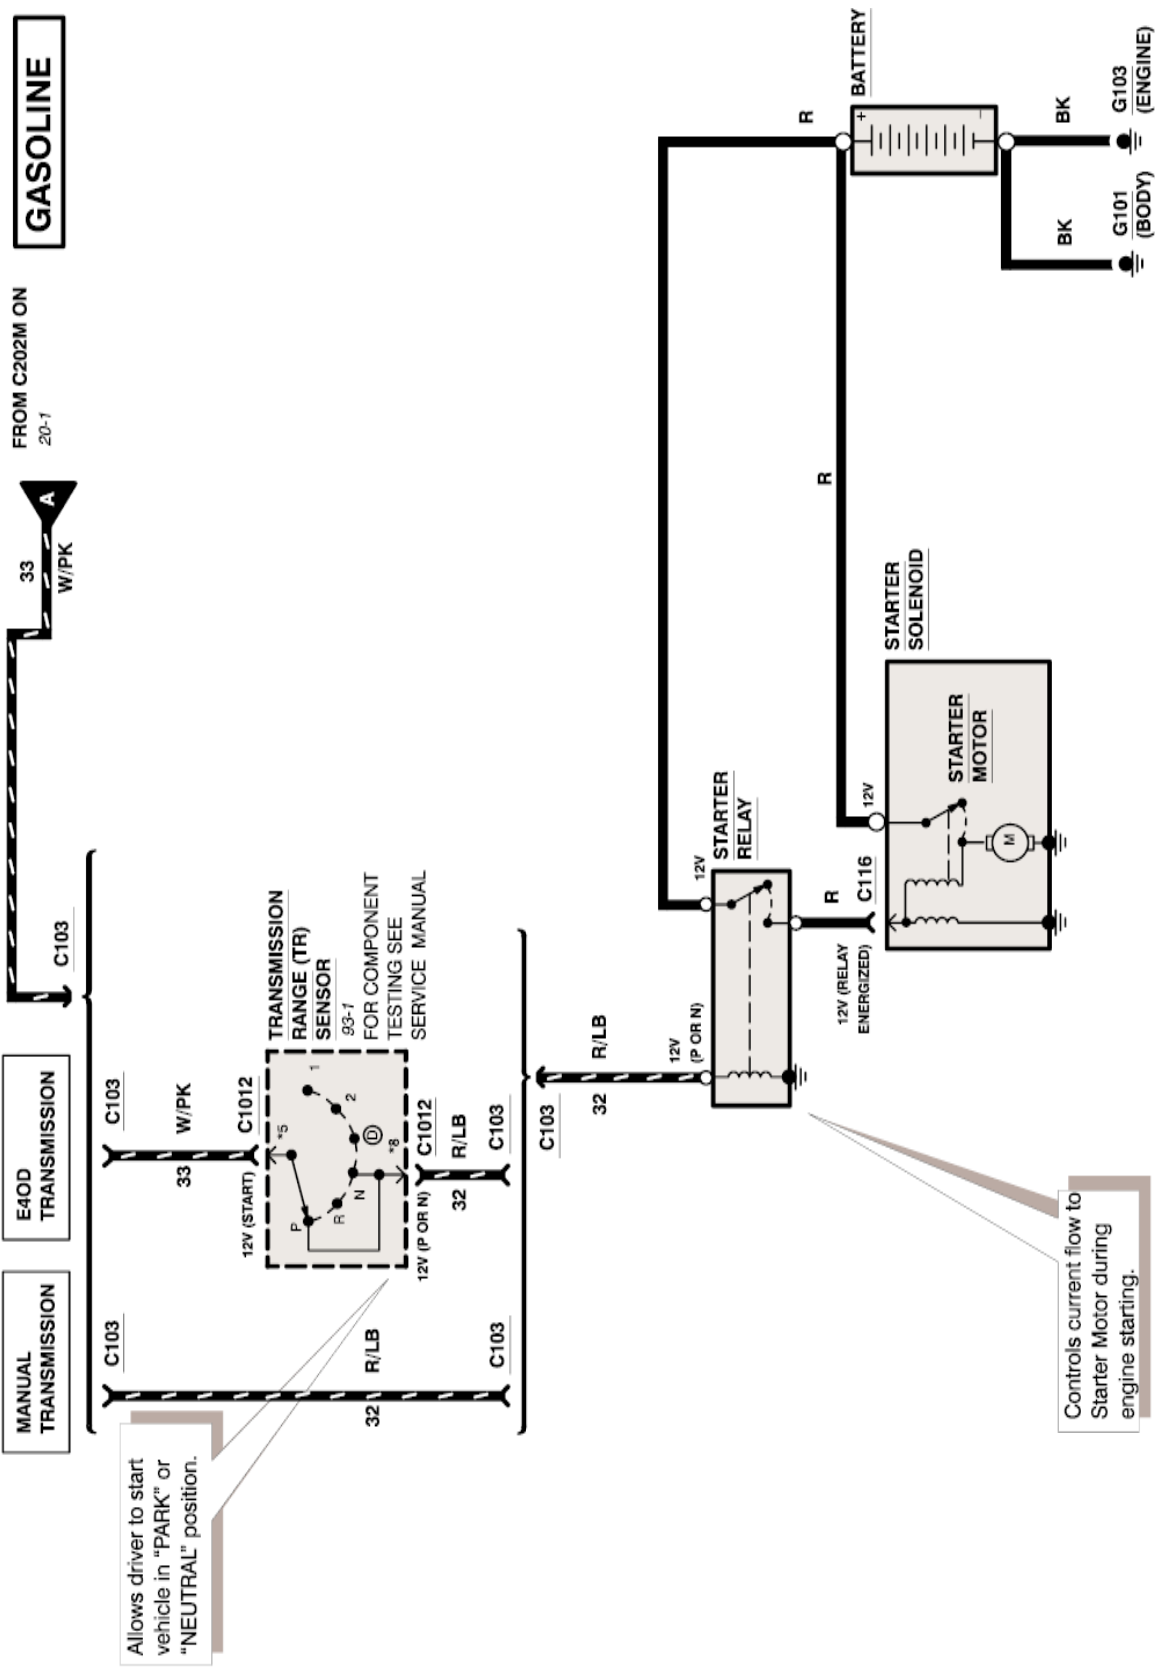 MANUAL
TRANSMISSION
E4OD
TRANSMISSION
FROM C202M ON
20-1
GASOLINE
A
33
W/PK
C103
C103
C103
33
W/PK
C1012
12V (START)
*5
P
R
N
D
2
1
*8
TRANSMISSION
RANGE (TR)
SENSOR
93-1
FOR COMPONENT
TESTING SEE
SERVICE MANUAL
12V (P OR N)
C1012
32
R/LB
C103
32
R/LB
C103
Allows driver to start
vehicle in "PARK" or
"NEUTRAL" position.
C103
32
R/LB
12V
(P OR N)
12V
STARTER
RELAY
R
R
BATTERY
+
–
12V (RELAY
ENERGIZED)
R
C116
12V
STARTER
SOLENOID
STARTER
MOTOR
M
BK
BK
G101
(BODY)
G103
(ENGINE)
Controls current flow to
Starter Motor during
engine starting.